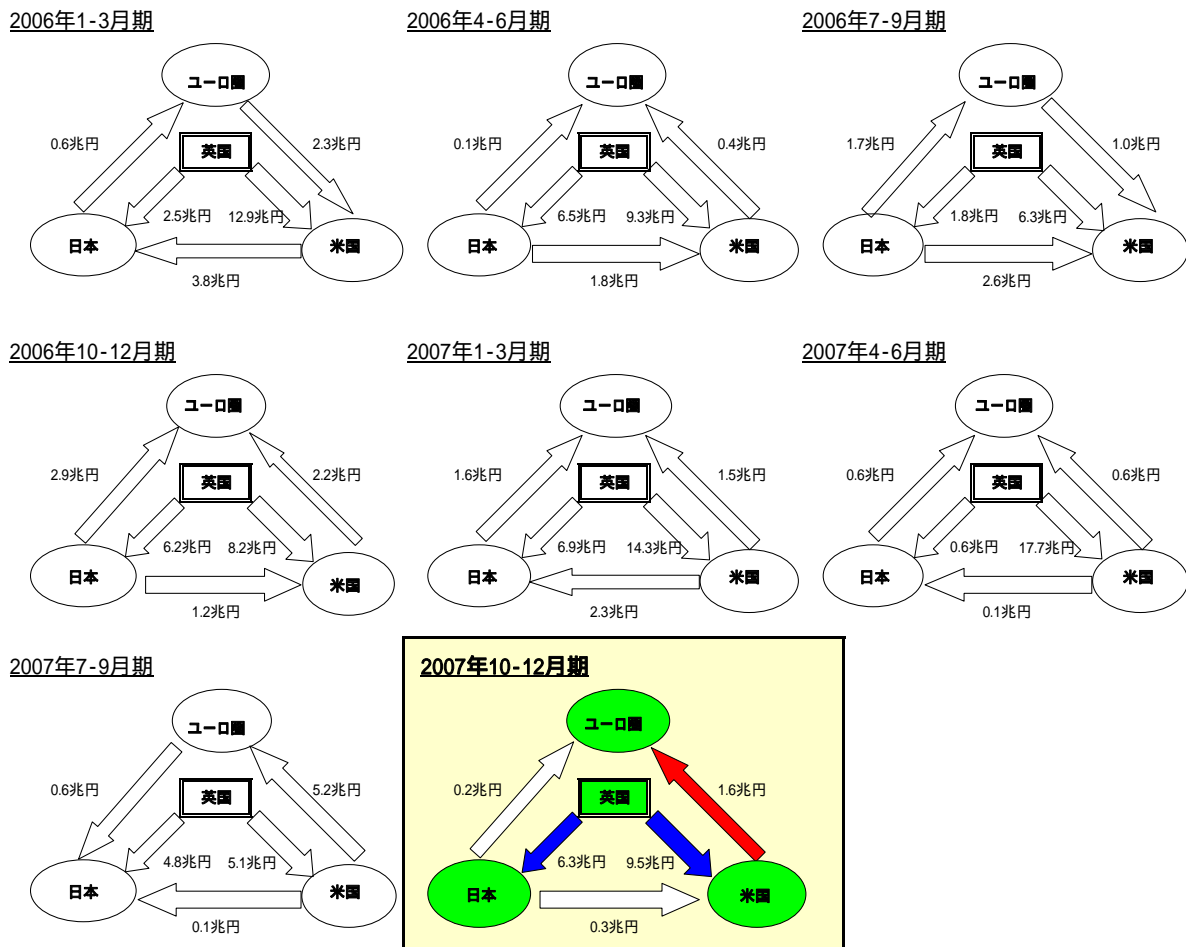 2006年1-3月期
ユーロ圏
0.6兆円
英国
2.3兆円
2.5兆円
12.9兆円
日本
米国
3.8兆円
2006年4-6月期
ユーロ圏
0.1兆円
英国
0.4兆円
6.5兆円
9.3兆円
日本
米国
1.8兆円
2006年7-9月期
ユーロ圏
1.7兆円
英国
1.0兆円
1.8兆円
6.3兆円
日本
米国
2.6兆円
2006年10-12月期
ユーロ圏
2.9兆円
英国
2.2兆円
6.2兆円
8.2兆円
日本
米国
1.2兆円
2007年1-3月期
ユーロ圏
1.6兆円
英国
1.5兆円
6.9兆円
14.3兆円
日本
米国
2.3兆円
2007年4-6月期
ユーロ圏
0.6兆円
英国
0.6兆円
0.6兆円
17.7兆円
日本
米国
0.1兆円
2007年7-9月期
ユーロ圏
0.6兆円
英国
5.2兆円
4.8兆円
5.1兆円
日本
米国
0.1兆円
2007年10-12月期
ユーロ圏
0.2兆円
英国
1.6兆円
6.3兆円
9.5兆円
日本
米国
0.3兆円